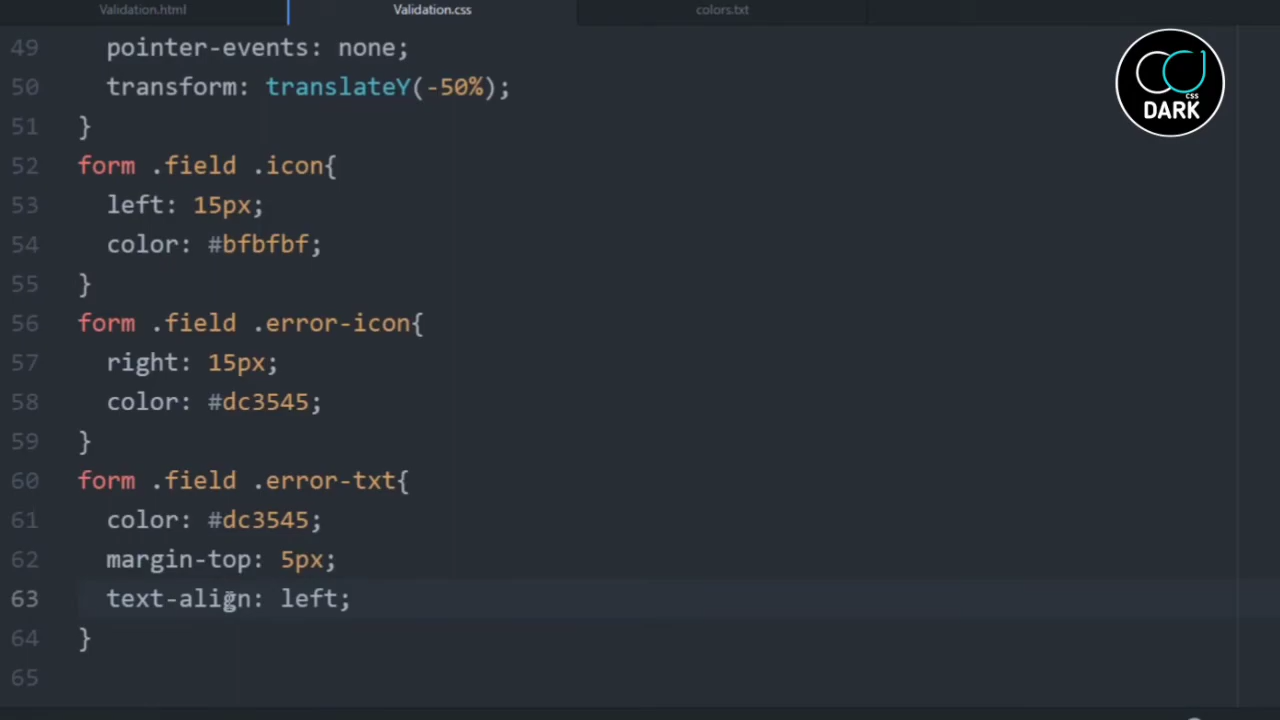 Validation.html
Validation.css
colors.txt
49 pointer-events: none;
50 transform: translateY(-50%);
51 }
52 form .field .icon{
53 left: 15px;
54 color: #bfbfbf;
55 }
56 form .field .error-icon{
57 right: 15px;
58 color: #dc3545;
59 }
60 form .field .error-txt{
61 color: #dc3545;
62 margin-top: 5px;
63 text-align: left;
64 }
65
css
DARK